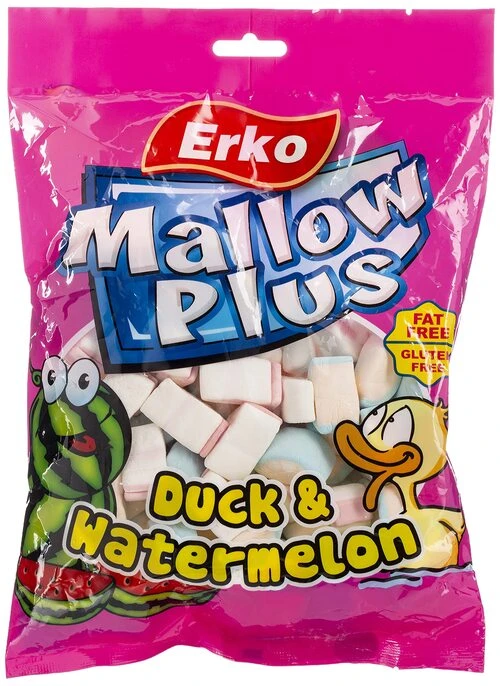 Erko
Mallow
Plus
FAT
FREE
GLUTEN
FREE
Duck &
Watermelon